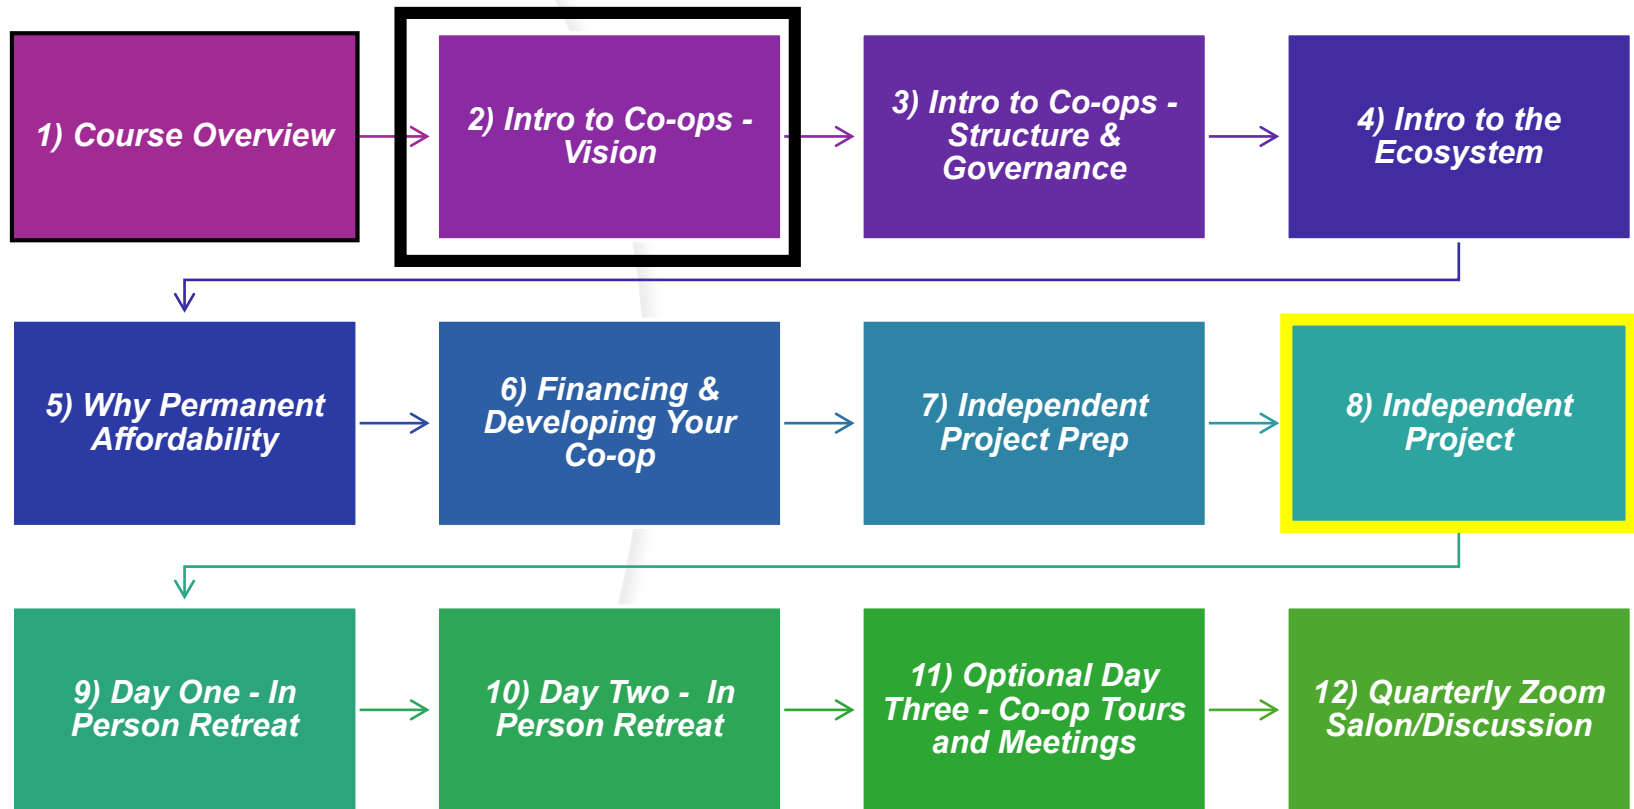 1) Course Overview
2) Intro to Co-ops -
Vision
3) Intro to Co-ops -
Structure &
Governance
4) Intro to the
Ecosystem
5) Why Permanent
Affordability
6) Financing &
Developing Your
Co-op
7) Independent
Project Prep
8) Independent
Project
9) Day One - In
Person Retreat
10) Day Two - In
Person Retreat
11) Optional Day
Three - Co-op Tours
and Meetings
12) Quarterly Zoom
Salon/Discussion